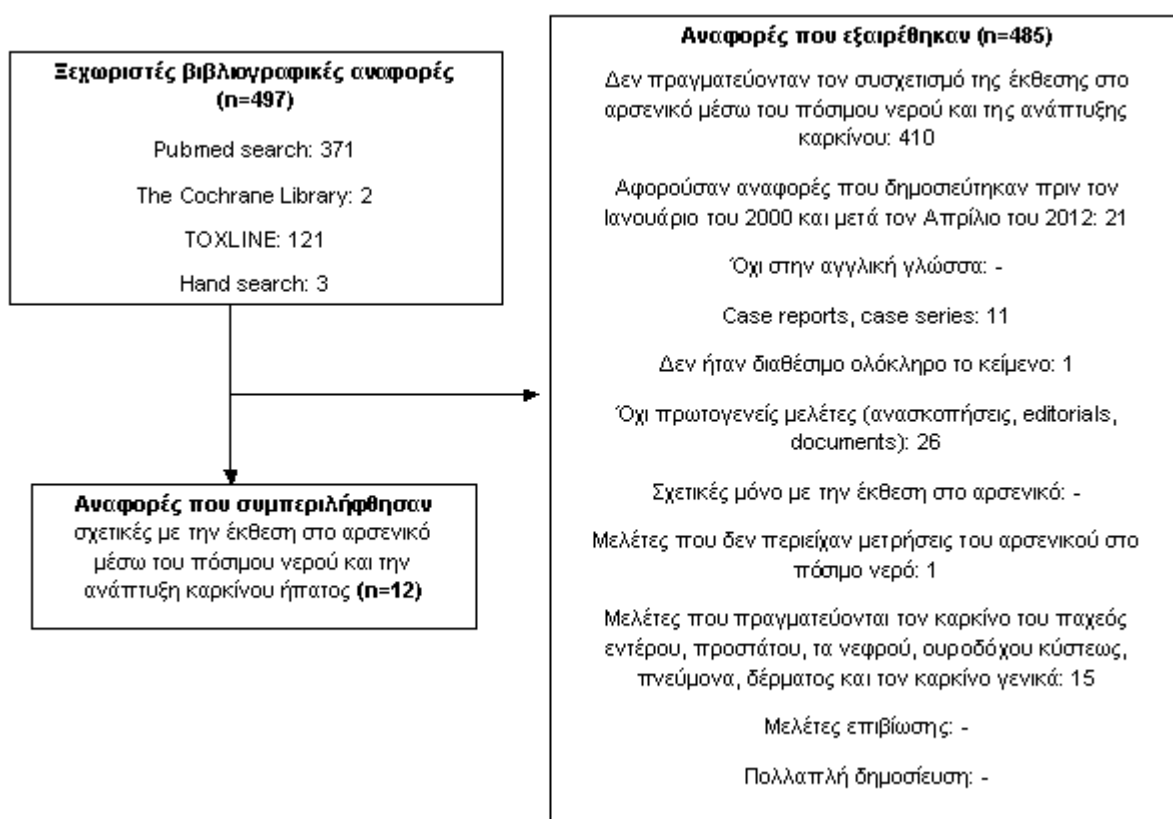 Ξεχωριστές βιβλιογραφικές αναφορές
(n=497)
Pubmed search: 371
The Cochrane Library: 2
TOXLINE: 121
Hand search: 3
Αναφορές που συμπεριλήφθησαν
σχετικές με την έκθεση στο αρσενικό
μέσω του πόσιμου νερού και την
ανάπτυξη καρκίνου ήπατος (n=12)
Αναφορές που εξαιρέθηκαν (n=485)
Δεν πραγματεύονταν τον συσχετισμό της έκθεσης στο
αρσενικό μέσω του πόσιμου νερού και της ανάπτυξης
καρκίνου: 410
Αφορούσαν αναφορές που δημοσιεύτηκαν πριν τον
Ιανουάριο του 2000 και μετά τον Απρίλιο του 2012: 21
Όχι στην αγγλική γλώσσα: -
Case reports, case series: 11
Δεν ήταν διαθέσιμο ολόκληρο το κείμενο: 1
Όχι πρωτογενείς μελέτες (ανασκοπήσεις, editorials,
documents): 26
Σχετικές μόνο με την έκθεση στο αρσενικό: -
Μελέτες που δεν περιείχαν μετρήσεις του αρσενικού στο
πόσιμο νερό: 1
Μελέτες που πραγματεύονται τον καρκίνο του παχεός
εντέρου, προστάτου, τα νεφρού, ουροδόχου κύστεως,
πνεύμονα, δέρματος και τον καρκίνο γενικά: 15
Μελέτες επιβίωσης: -
Πολλαπλή δημοσίευση: -